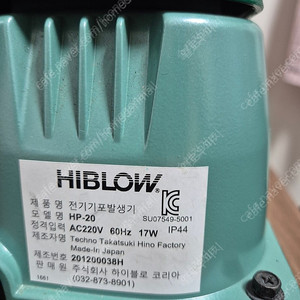 HIBLOW®
SU07549-5001
제 품 명 전기기포발생기
모 델 명 HP-20 IP44
정격입력 AC220V 60Hz 17W
제조자명 Techno Takatsuki Hino Factory
Made-In Japan
제조번호 201200038H
판 매 원 주식회사 하이블로 코리아
1661 (032-673-8901)